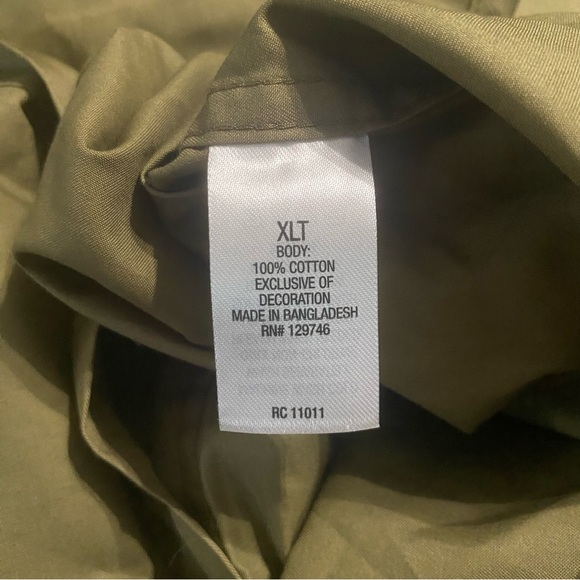 XLT
BODY:
100% COTTON
EXCLUSIVE OF
DECORATION
MADE IN BANGLADESH
RN# 129746
RC 11011